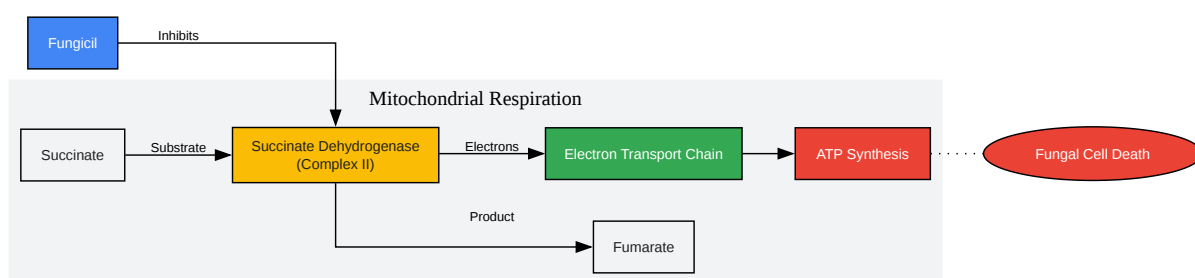 Fungicil
Inhibits
Mitochondrial Respiration
Succinate
Substrate
Succinate Dehydrogenase
(Complex II)
Electrons
Electron Transport Chain
ATP Synthesis
Fungal Cell Death
Product
Fumarate